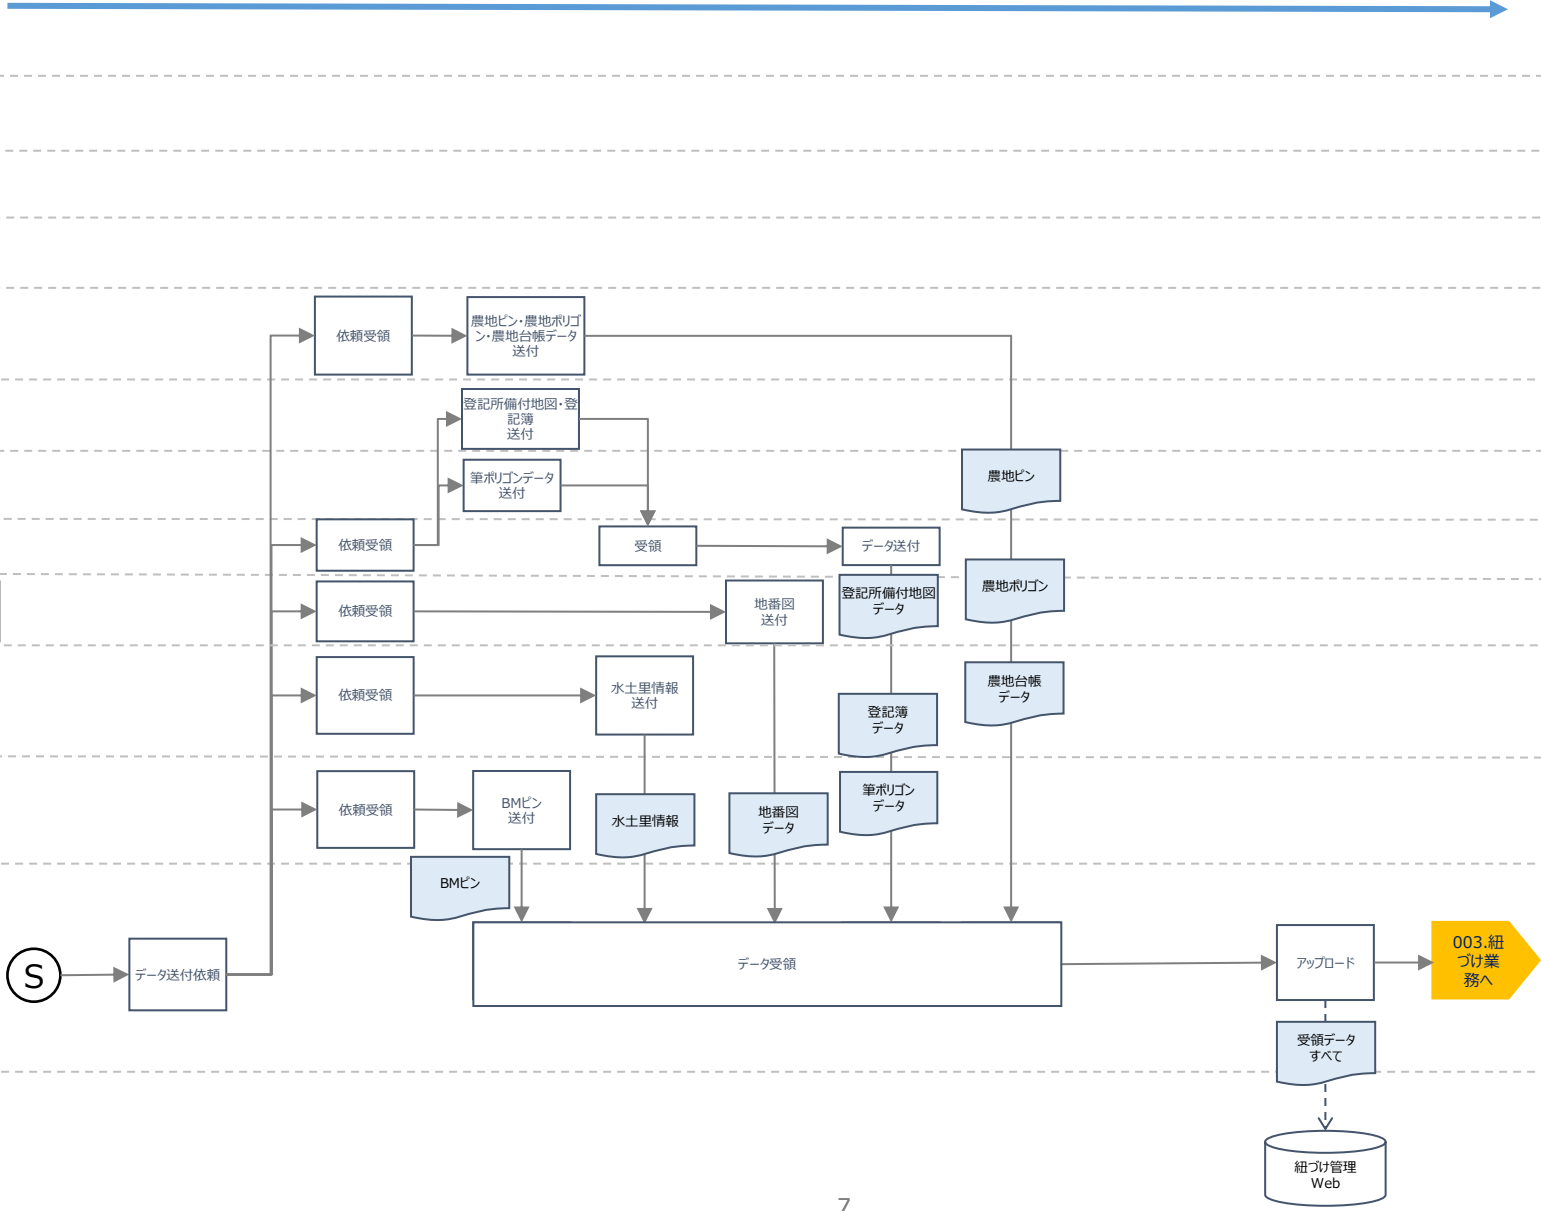 依頼受領
農地ピン・農地ポリゴ
ン・農地台帳データ
送付
登記所備付地図・登
記簿
送付
筆ポリゴンデータ
送付
農地ピン
依頼受領
受領
データ送付
農地ポリゴン
登記所備付地図
データ
依頼受領
地番図
送付
農地台帳
データ
依頼受領
水土里情報
送付
登記簿
データ
依頼受領
BMピン
送付
水土里情報
地番図
データ
筆ポリゴン
データ
BMピン
S
データ送付依頼
データ受領
アップロード
003.紐
づけ業
務へ
受領データ
すべて
紐づけ管理
Web
7